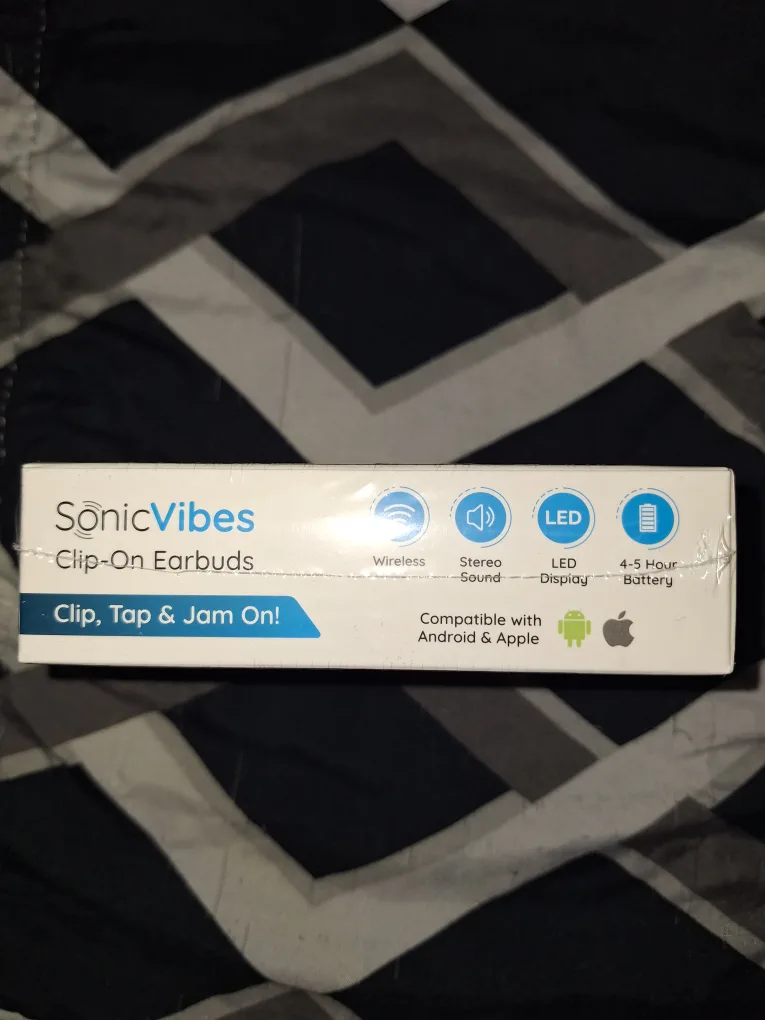 SonicVibes
Clip-On Earbuds
Clip, Tap & Jam On!
Wireless
Stereo
Sound
LED
LED
Display
4-5 Hour
Battery
Compatible with
Android & Apple